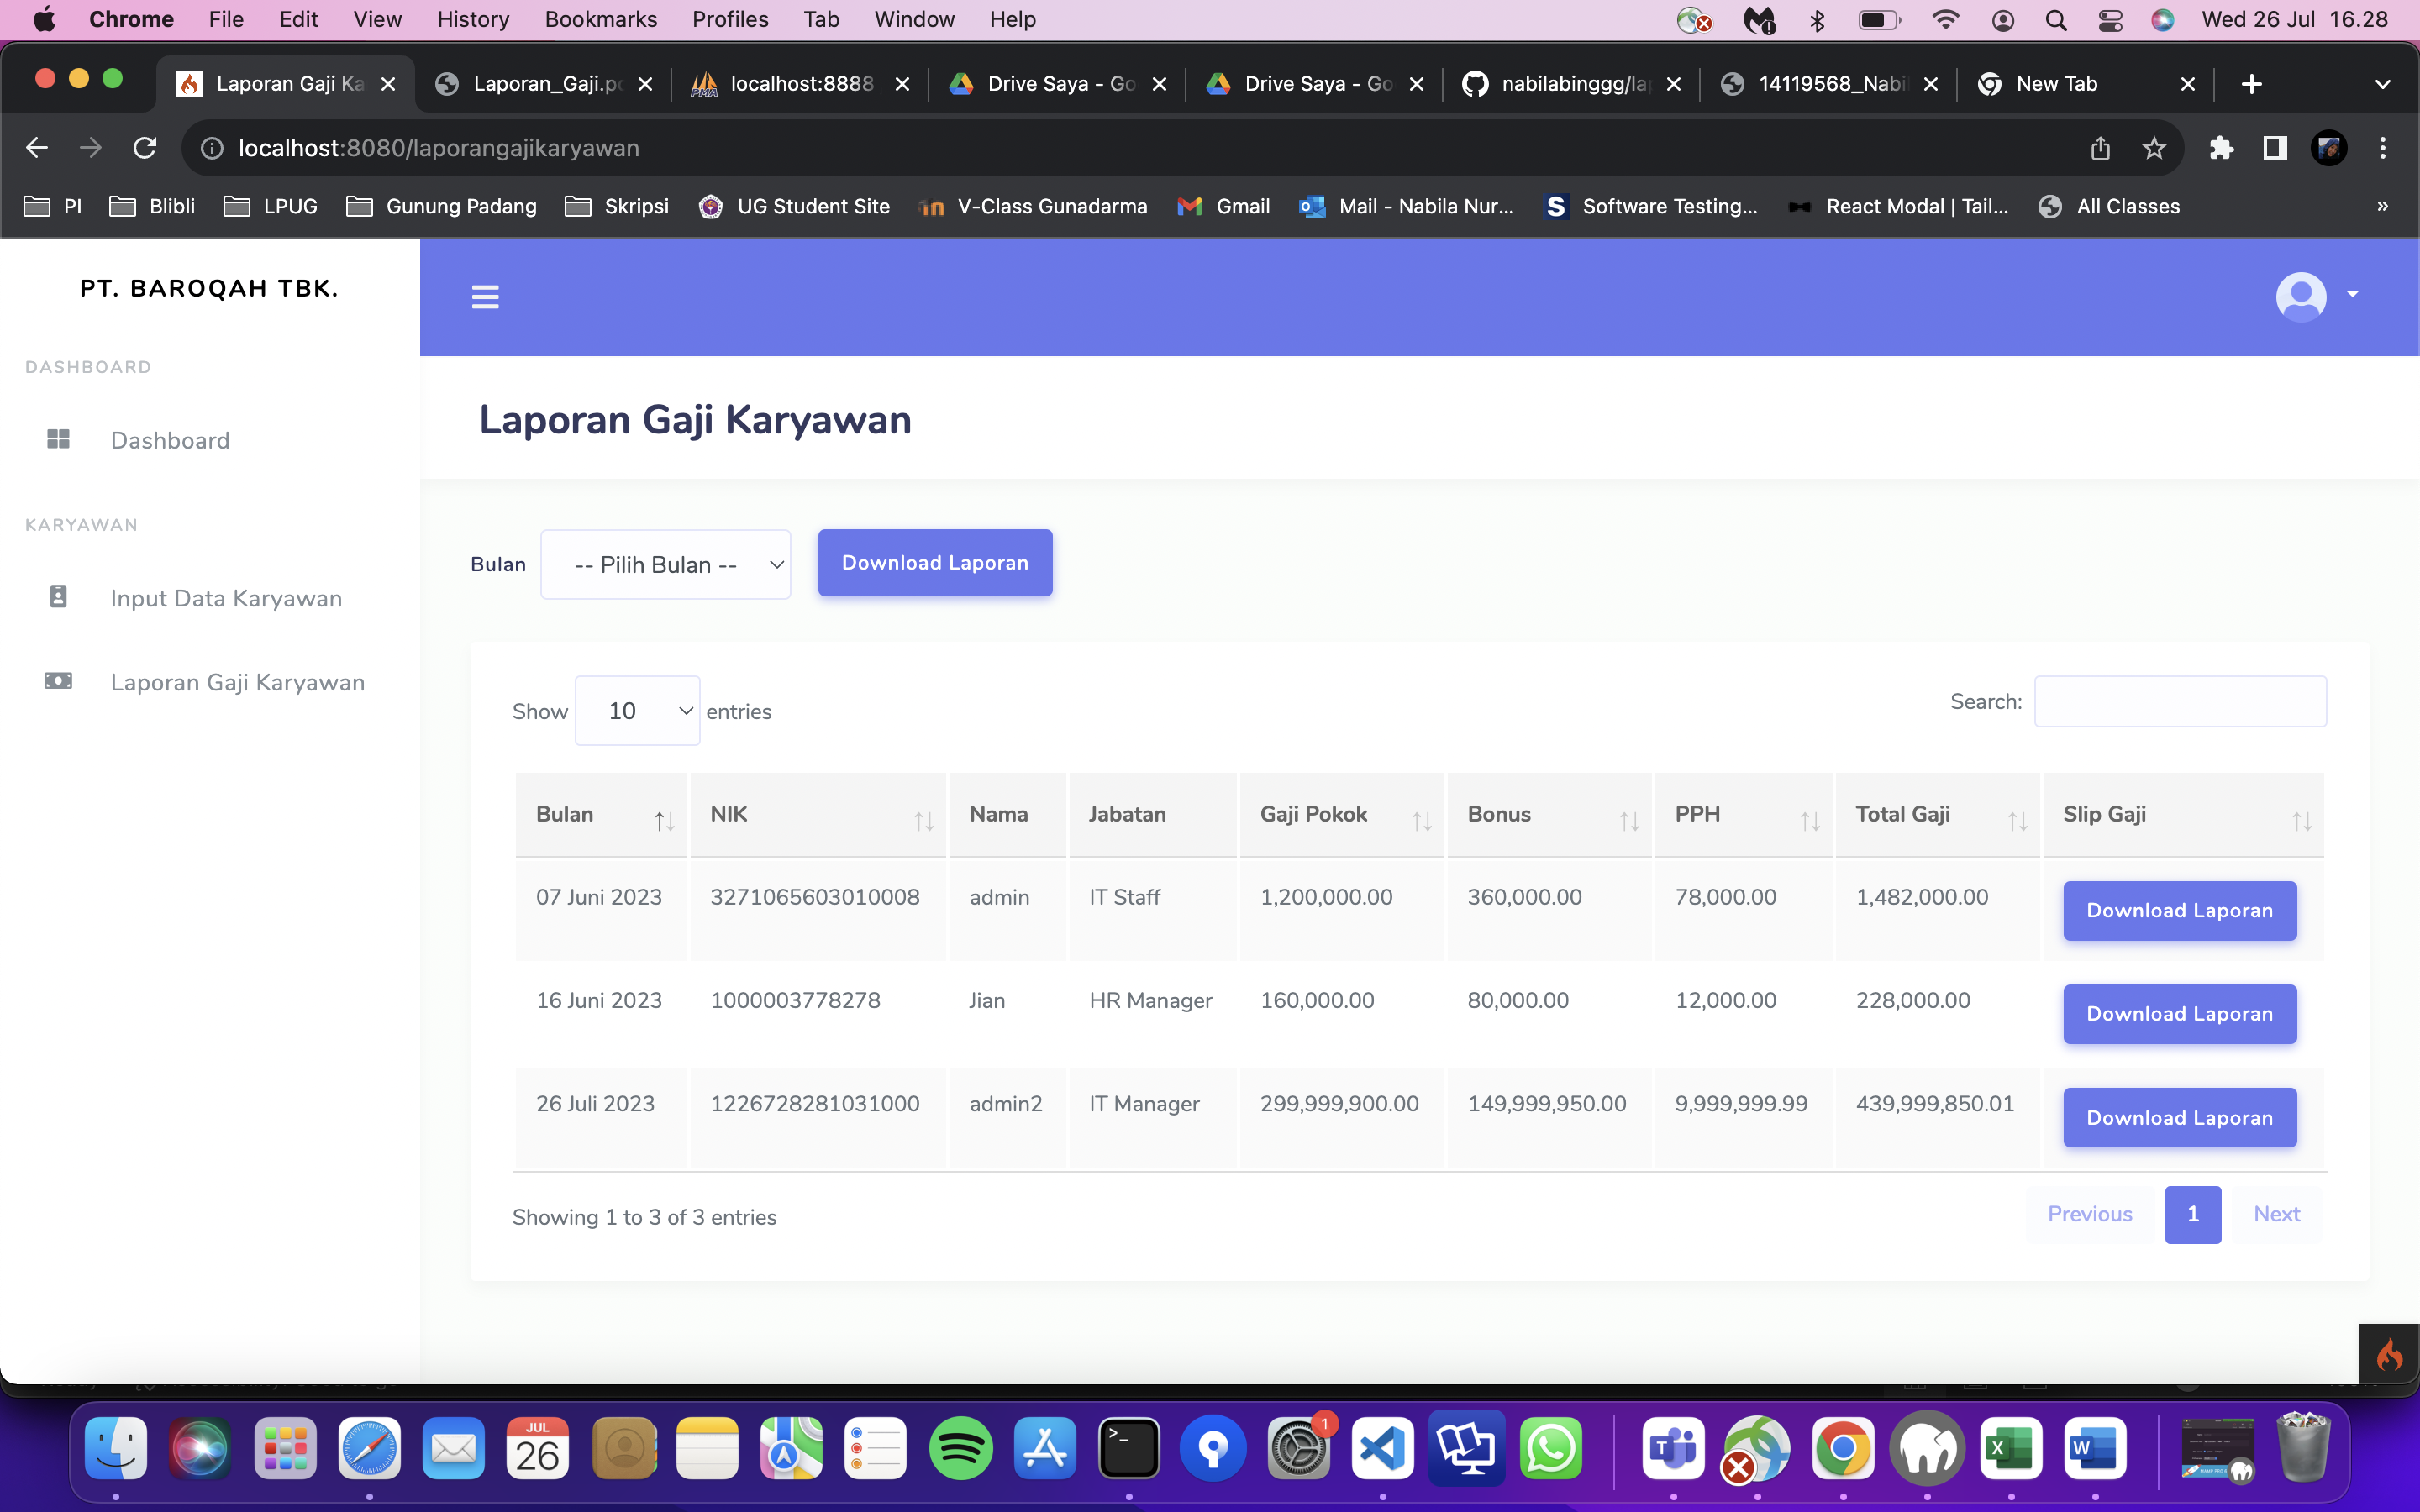 Chrome File Edit View History Bookmarks Profiles Tab Window Help Wed 26 Jul 16.28
Laporan Gaji Ka Laporan_Gaji.p localhost:8888 Drive Saya - Go Drive Saya - Go nabilabinggg/la 14119568_Nabi New Tab
localhost:8080/laporangajikaryawan
PI Blibli LPUG Gunung Padang Skripsi UG Student Site V-Class Gunadarma Gmail Mail - Nabila Nur... Software Testing... React Modal | Tail... All Classes »
PT. BAROQAH TBK.
DASHBOARD
Dashboard
KARYAWAN
Input Data Karyawan
Laporan Gaji Karyawan
Laporan Gaji Karyawan
Bulan -- Pilih Bulan -- Download Laporan
Show 10 entries Search:
Bulan NIK Nama Jabatan Gaji Pokok Bonus PPH Total Gaji Slip Gaji
07 Juni 2023 3271065603010008 admin IT Staff 1,200,000.00 360,000.00 78,000.00 1,482,000.00 Download Laporan
16 Juni 2023 1000003778278 Jian HR Manager 160,000.00 80,000.00 12,000.00 228,000.00 Download Laporan
26 Juli 2023 1226728281031000 admin2 IT Manager 299,999,900.00 149,999,950.00 9,999,999.99 439,999,850.01 Download Laporan
Showing 1 to 3 of 3 entries Previous 1 Next
JUL
26
1